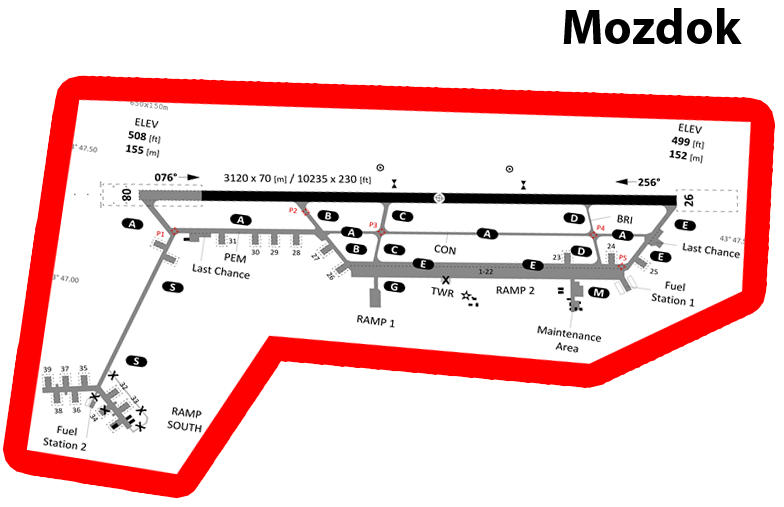 Mozdok
650x150m
ELEV
508 [ft]
155 [m]
ELEV
499 [ft]
152 [m]
47.50
076°
3120 x 70 [m] / 10235 x 230 [ft]
256°
08
26
A
A
P2
B
P3
C
D
P4
BRI
E
P1
A
A
A
31
30
29
28
27
26
B
C
CON
D
23
24
P5
E
25
43° 47.5
Last Chance
PEM
Last Chance
E
E
1-22
47.00
S
G
TWR
RAMP 2
M
Fuel
Station 1
RAMP 1
Maintenance
Area
S
39
37
35
38
36
32
33
34
RAMP
SOUTH
Fuel
Station 2